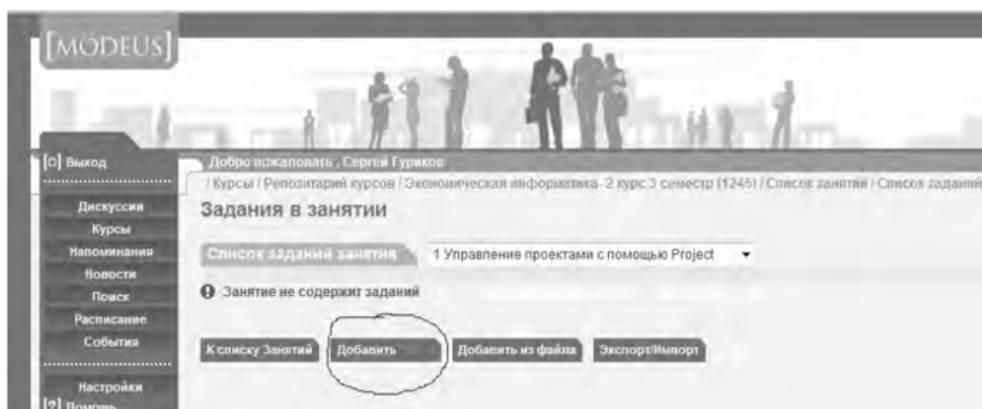 [MODEUS]
[O] Выход
Добро пожаловать , Сергей Гуриков
/ Курсы / Репозитарий курсов / Экономическая информатика- 2 курс 3 семестр (1245) / Список занятий / Список заданий
Дискуссии
Курсы
Напоминания
Новости
Поиск
Расписание
События
Настройки
[?] Помощь
Задания в занятии
Список заданий занятия
1 Управление проектами с помощью Project
Занятие не содержит заданий
К списку Занятий
Добавить
Добавить из файла
Экспорт/Импорт